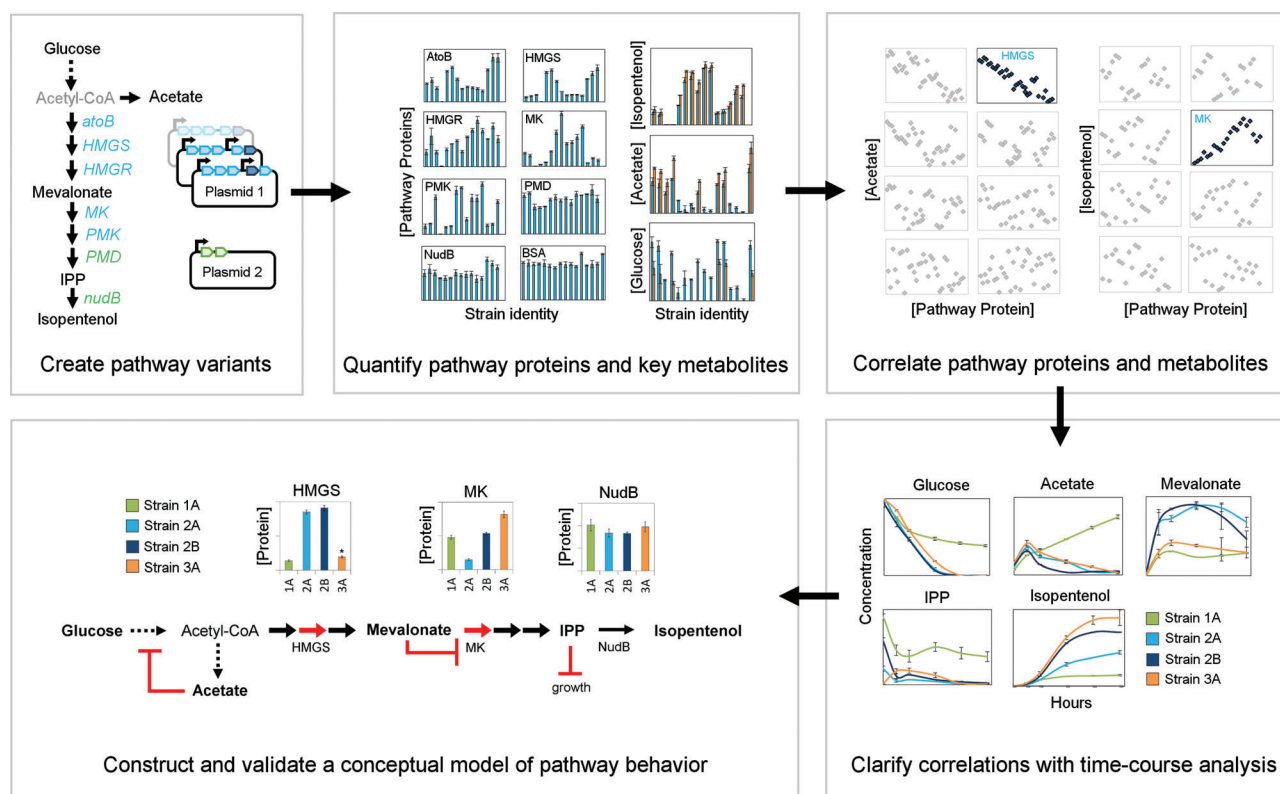 Glucose
Acetyl-CoA
Acetate
atoB
HMGS
HMGR
Mevalonate
MK
PMK
PMD
IPP
nudB
Isopentenol
Plasmid 1
Plasmid 2
Create pathway variants
[Pathway Proteins]
AtoB
HMGS
HMGR
MK
PMK
PMD
NudB
BSA
Strain identity
[Isopentenol]
[Acetate]
[Glucose]
Strain identity
Quantify pathway proteins and key metabolites
[Acetate]
HMGS
[Pathway Protein]
[Isopentenol]
MK
[Pathway Protein]
Correlate pathway proteins and metabolites
Strain 1A
Strain 2A
Strain 2B
Strain 3A
HMGS
[Protein]
*
1A
2A
2B
3A
MK
[Protein]
1A
2A
2B
3A
NudB
[Protein]
1A
2A
2B
3A
Glucose
Acetyl-CoA
HMGS
Mevalonate
MK
IPP
NudB
Isopentenol
Acetate
growth
Construct and validate a conceptual model of pathway behavior
Glucose
Acetate
Mevalonate
Concentration
IPP
Isopentenol
Strain 1A
Strain 2A
Strain 2B
Strain 3A
Hours
Clarify correlations with time-course analysis